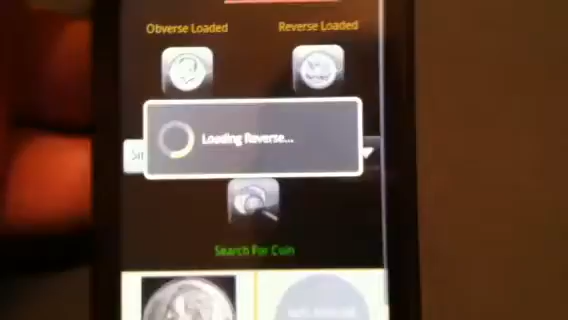 Obverse Loaded
Reverse Loaded
Loading Reverse...
Search For Coin